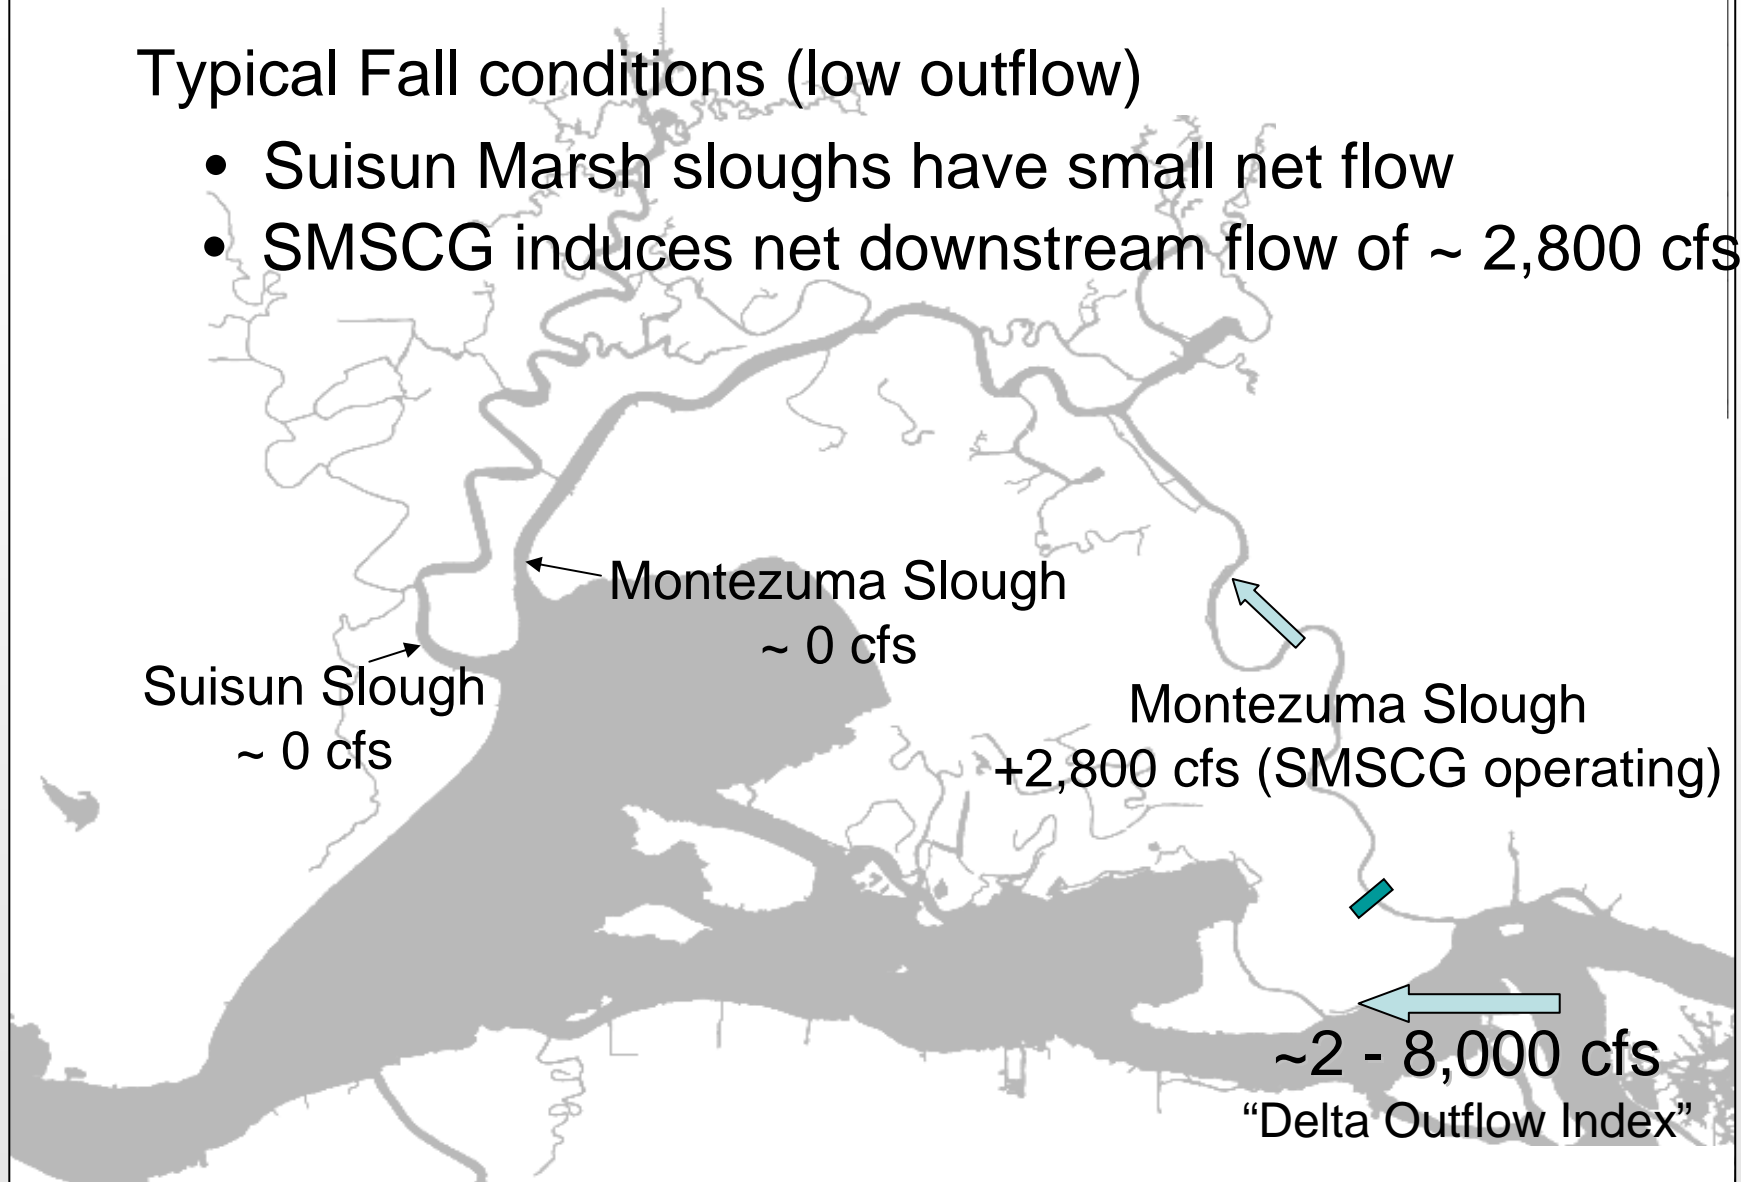 Typical Fall conditions (low outflow)
• Suisun Marsh sloughs have small net flow
• SMSCG induces net downstream flow of ~ 2,800 cfs
Montezuma Slough
~ 0 cfs
Suisun Slough
~ 0 cfs
Montezuma Slough
+2,800 cfs (SMSCG operating)
~2 - 8,000 cfs
“Delta Outflow Index”